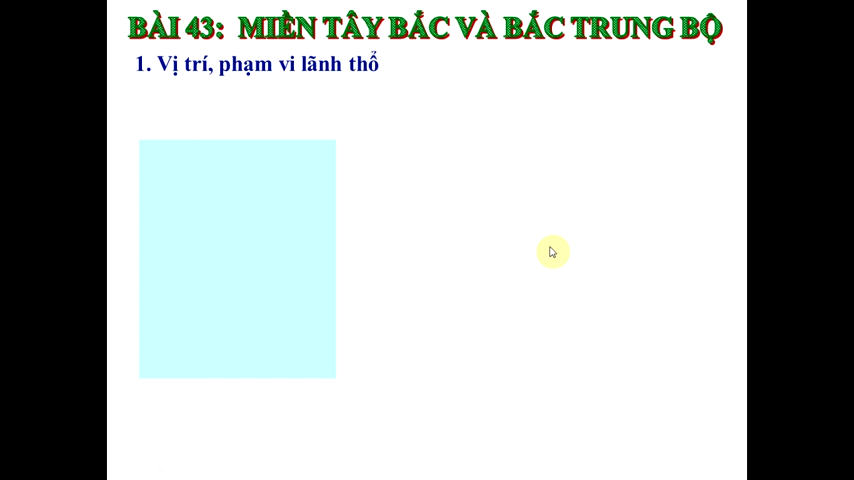 BÀI 43: MIỀN TÂY BẮC VÀ BẮC TRUNG BỘ
1. Vị trí, phạm vi lãnh thổ